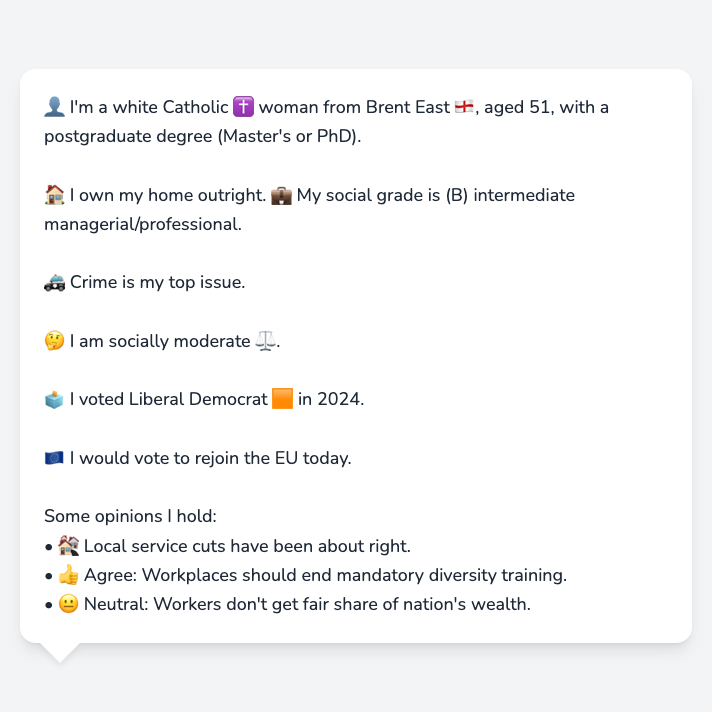 👤 I'm a white Catholic ✝️ woman from Brent East 🏴󠁧󠁢󠁥󠁮󠁧󠁿, aged 51, with a
postgraduate degree (Master's or PhD).
🏠 I own my home outright. 💼 My social grade is (B) intermediate
managerial/professional.
🚓 Crime is my top issue.
🤔 I am socially moderate ⚖️.
🗳️ I voted Liberal Democrat 🟧 in 2024.
🇪🇺 I would vote to rejoin the EU today.
Some opinions I hold:
• 🏘️ Local service cuts have been about right.
• 👍 Agree: Workplaces should end mandatory diversity training.
• 😐 Neutral: Workers don't get fair share of nation's wealth.